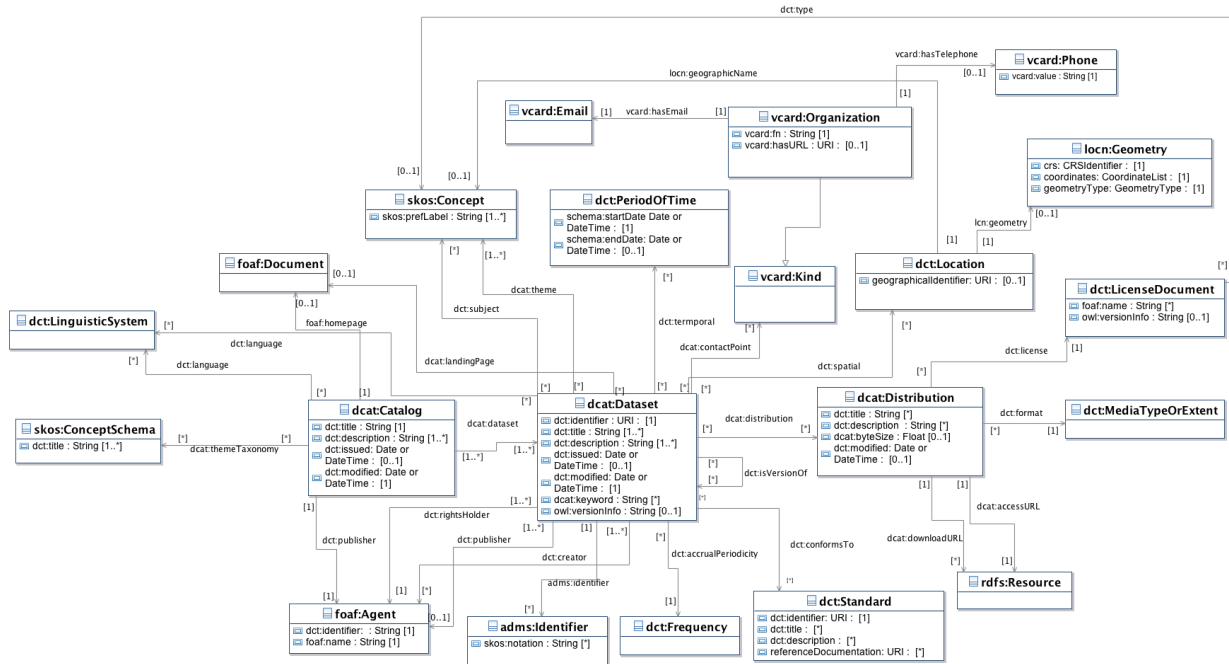 dct:type
vcard:hasTelephone
vcard:Phone
vcard:value : String [1]
[0..1]
[1]
locn:geographicName
vcard:Email
[1]
vcard:hasEmail
[1]
vcard:Organization
vcard:fn : String [1]
vcard:hasURL : URI : [0..1]
locn:Geometry
crs: CRSIdentifier : [1]
coordinates: CoordinateList : [1]
geometryType: GeometryType : [1]
[0..1]
[0..1]
[0..1]
skos:Concept
skos:prefLabel : String [1..*]
dct:PeriodOfTime
schema:startDate Date or
DateTime : [1]
schema:endDate: Date or
DateTime : [0..1]
lcn:geometry
[1]
[1]
[*]
[1..*]
foaf:Document
[0..1]
[0..1]
vcard:Kind
[*]
dct:Location
geographicalIdentifier: URI : [0..1]
[*]
[*]
dct:LicenseDocument
foaf:name : String [*]
owl:versionInfo : String [0..1]
[*]
dcat:theme
dct:subject
dct:LinguisticSystem
[*]
foaf:homepage
dct:termporal
dct:language
[*]
dct:language
dcat:landingPage
dcat:contactPoint
dct:spatial
dct:license
[1]
[*]
[*]
[1]
[*]
[*]
[*]
[*]
[*]
[*]
[*]
dcat:Catalog
dct:title : String [1]
dct:description : String [1..*]
dct:issued: Date or
DateTime : [0..1]
dct:modified: Date or
DateTime : [1]
dcat:dataset
[1..*]
[*]
dcat:Dataset
dct:identifier : URI : [1]
dct:title : String [1..*]
dct:description : String [1..*]
dct:issued: Date or
DateTime : [0..1]
dct:modified: Date or
DateTime : [1]
dcat:keyword : String [*]
owl:versionInfo : String [0..1]
dcat:distribution
[*]
[*]
dcat:Distribution
dct:title : String [*]
dct:description : String [*]
dcat:byteSize : Float [0..1]
dct:modified: Date or
DateTime : [0..1]
dct:format
[*]
[1]
dct:MediaTypeOrExtent
skos:ConceptSchema
dct:title : String [1..*]
[*]
[*]
dcat:themeTaxonomy
[*]
[*]
dct:isVersionOf
[*]
[1]
[1..*]
dct:rightsHolder
[1..*]
[1]
[1..*]
[*]
[1]
[1]
dcat:accessURL
dct:publisher
dct:publisher
dct:creator
dct:accrualPeriodicity
dct:conformsTo
dcat:downloadURL
adms:identifier
[*]
[1]
[*]
rdfs:Resource
[1]
[1]
[*]
[0..1]
[*]
[1]
foaf:Agent
dct:identifier: : String [1]
foaf:name : String [1]
adms:Identifier
skos:notation : String [*]
dct:Frequency
dct:Standard
dct:identifier: URI : [1]
dct:title : [*]
dct:description : [*]
referenceDocumentation: URI : [*]